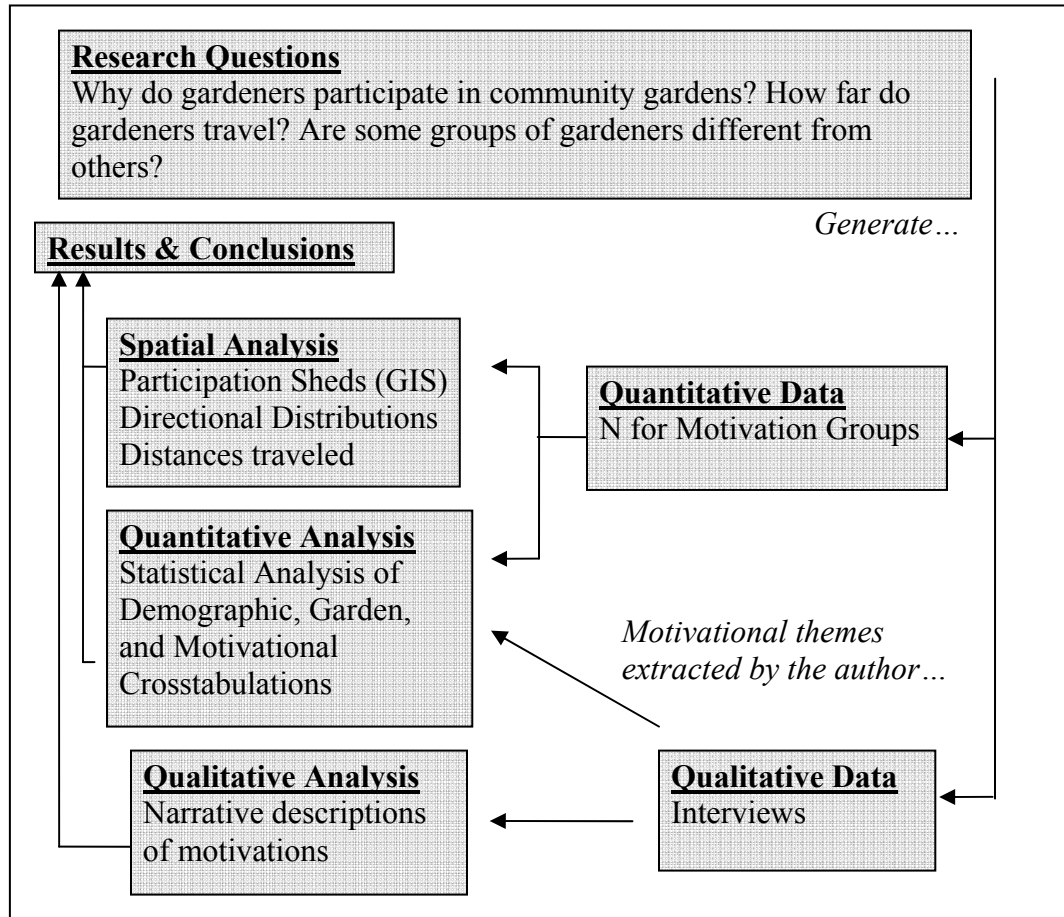 Research Questions
Why do gardeners participate in community gardens? How far do
gardeners travel? Are some groups of gardeners different from
others?
Generate…
Results & Conclusions
Spatial Analysis
Participation Sheds (GIS)
Directional Distributions
Distances traveled
Quantitative Data
N for Motivation Groups
Quantitative Analysis
Statistical Analysis of
Demographic, Garden,
and Motivational
Crosstabulations
Motivational themes
extracted by the author…
Qualitative Analysis
Narrative descriptions
of motivations
Qualitative Data
Interviews